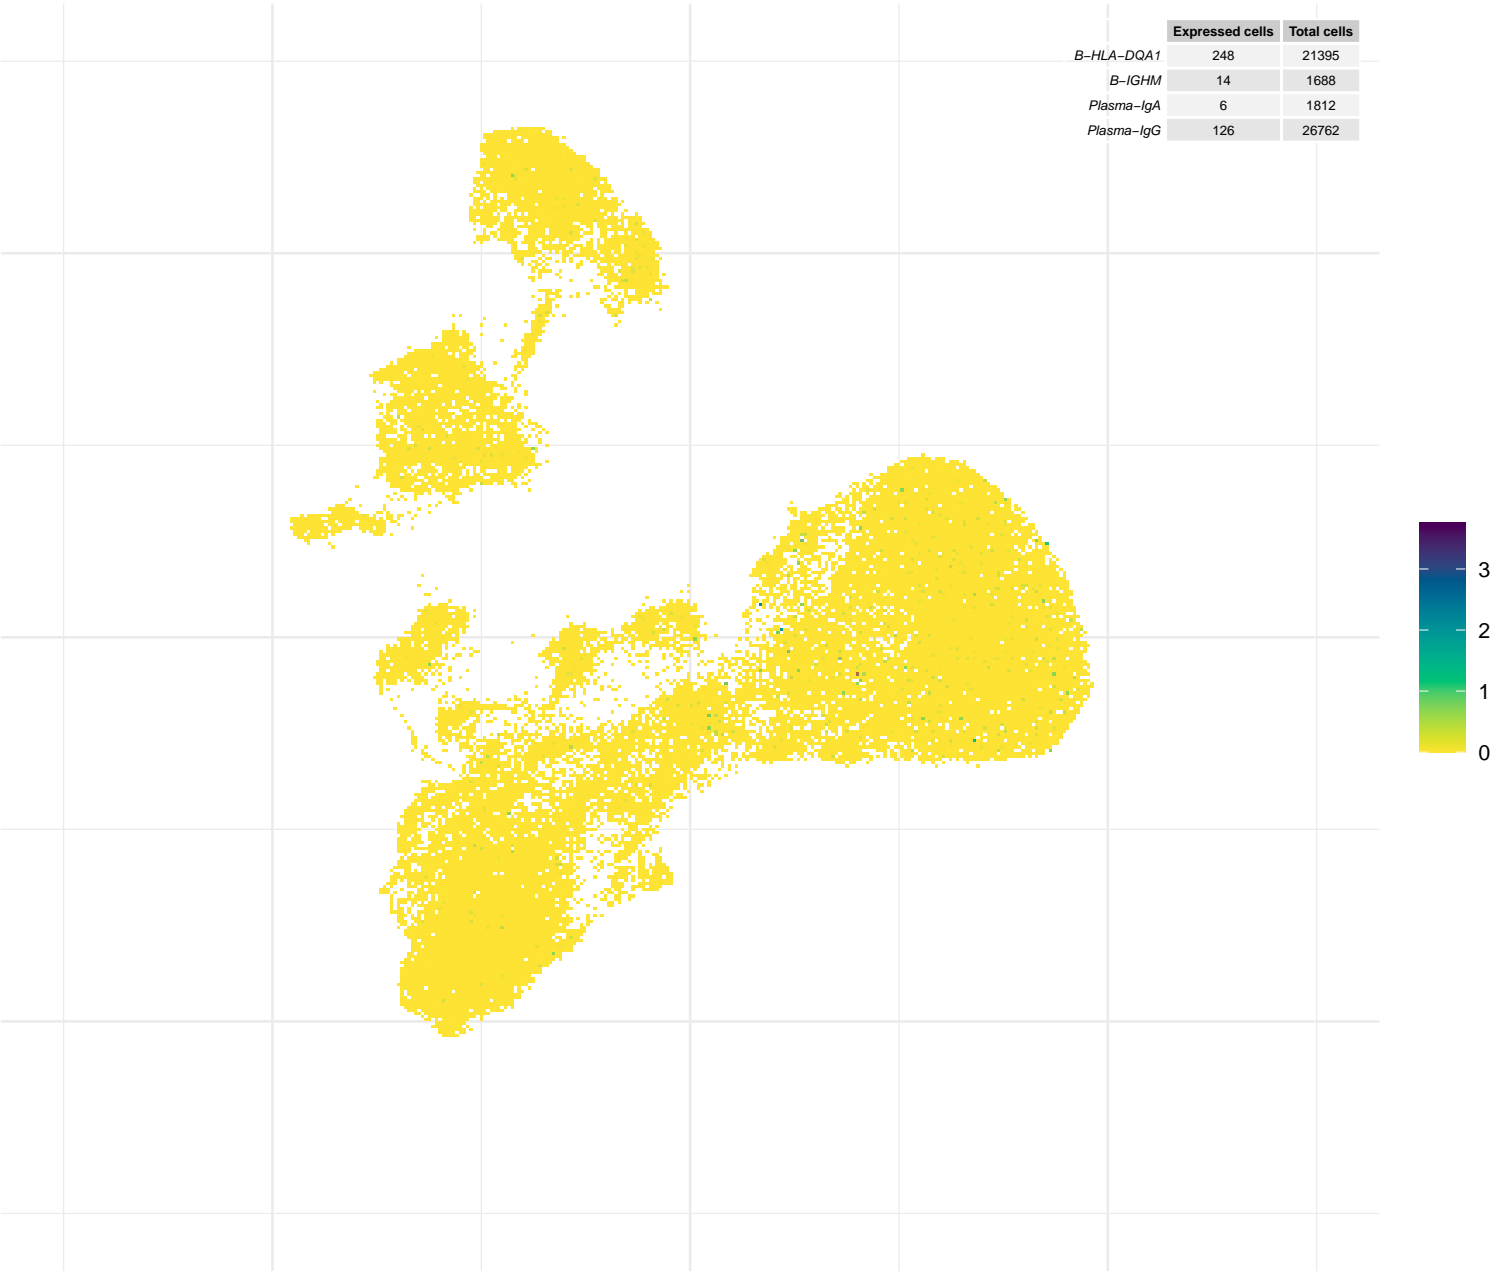 Expressed cells Total cells
B−HLA−DQA1 248 21395
B−IGHM 14 1688
Plasma−IgA 6 1812
Plasma−IgG 126 26762
3
2
1
0